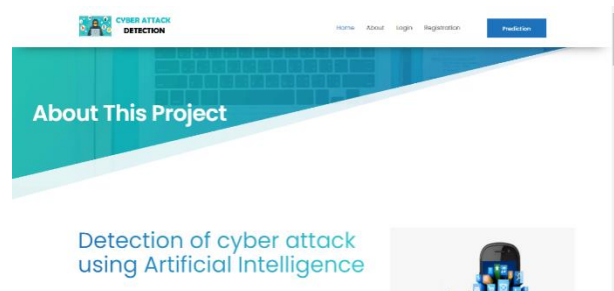 CYBER ATTACK
DETECTION
Home About Login Registration Prediction
About This Project
Detection of cyber attack
using Artificial Intelligence